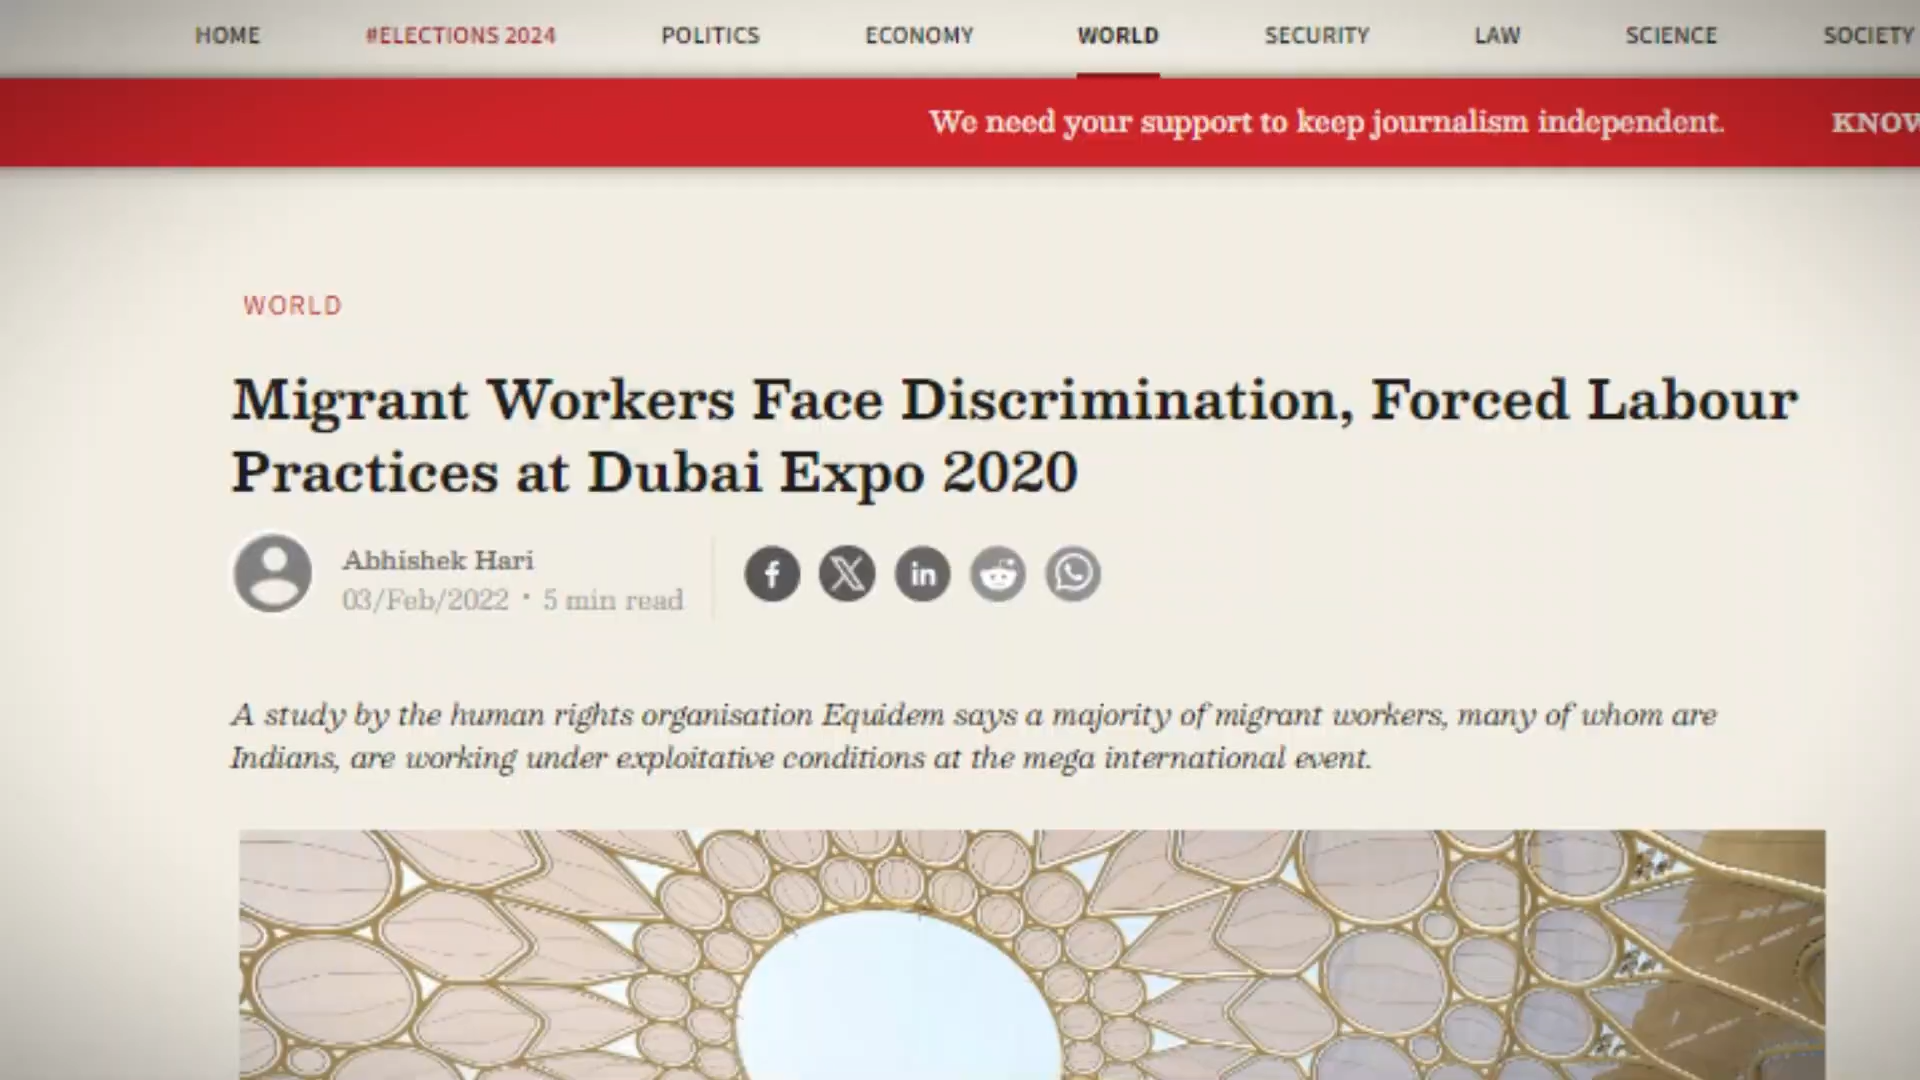 HOME #ELECTIONS 2024 POLITICS ECONOMY WORLD SECURITY LAW SCIENCE SOCIETY
We need your support to keep journalism independent.
WORLD
Migrant Workers Face Discrimination, Forced Labour
Practices at Dubai Expo 2020
Abhishek Hari
03/Feb/2022 • 5 min read
A study by the human rights organisation Equidem says a majority of migrant workers, many of whom are
Indians, are working under exploitative conditions at the mega international event.